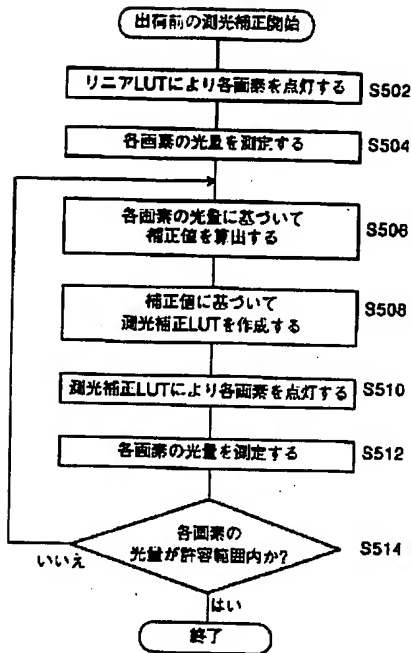 出荷前の測光補正開始
リニアLUTにより各画素を点灯する
S502
各画素の光量を測定する
S504
各画素の光量に基づいて
補正値を算出する
S506
補正値に基づいて
測光補正LUTを作成する
S508
測光補正LUTにより各画素を点灯する
S510
各画素の光量を測定する
S512
各画素の
光量が許容範囲内か?
S514
いいえ
はい
終了